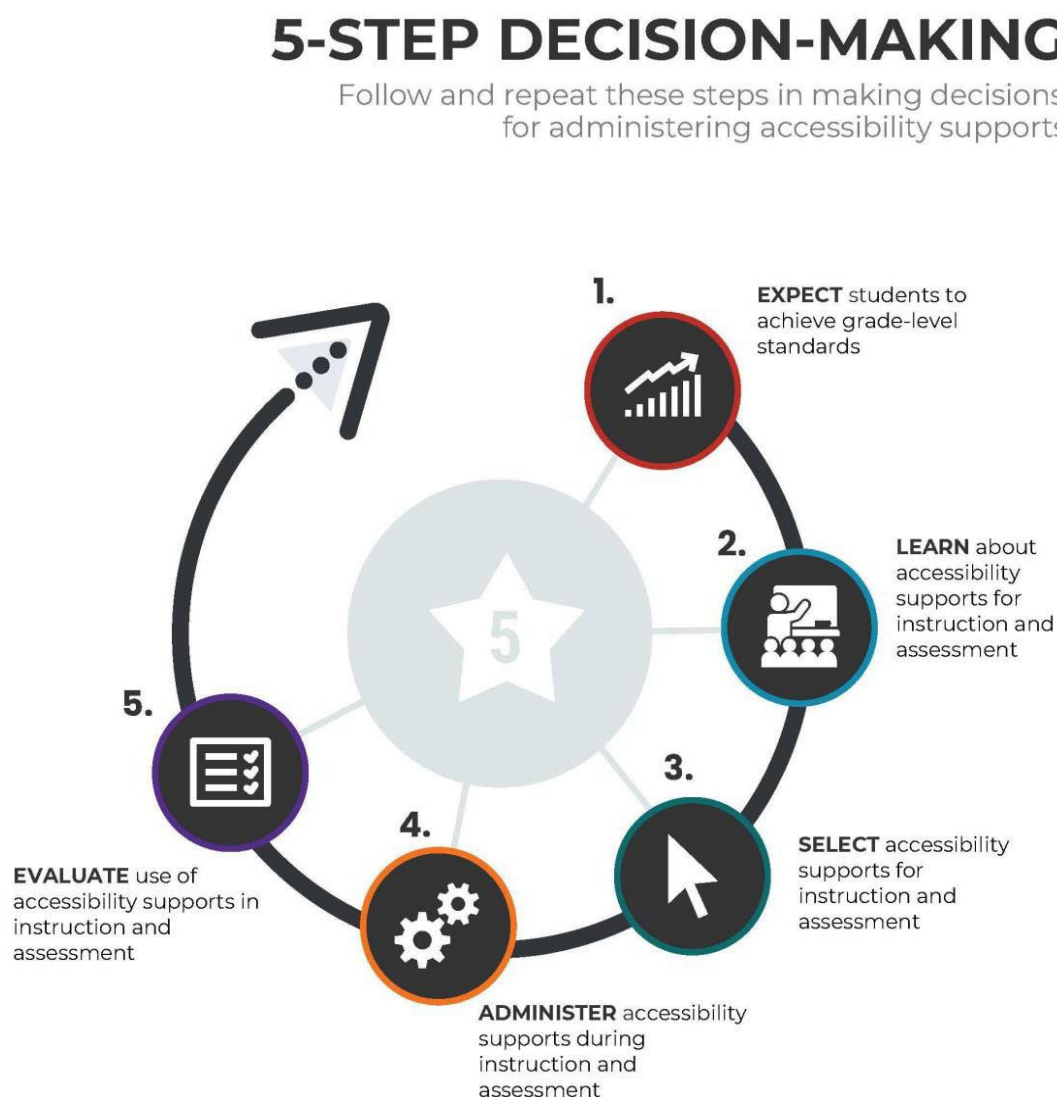 5-STEP DECISION-MAKING
Follow and repeat these steps in making decisions
for administering accessibility supports
1.
EXPECT students to
achieve grade-level
standards
2.
LEARN about
accessibility
supports for
instruction and
assessment
3.
SELECT accessibility
supports for
instruction and
assessment
4.
ADMINISTER accessibility
supports during
instruction and
assessment
5.
EVALUATE use of
accessibility supports in
instruction and
assessment
5